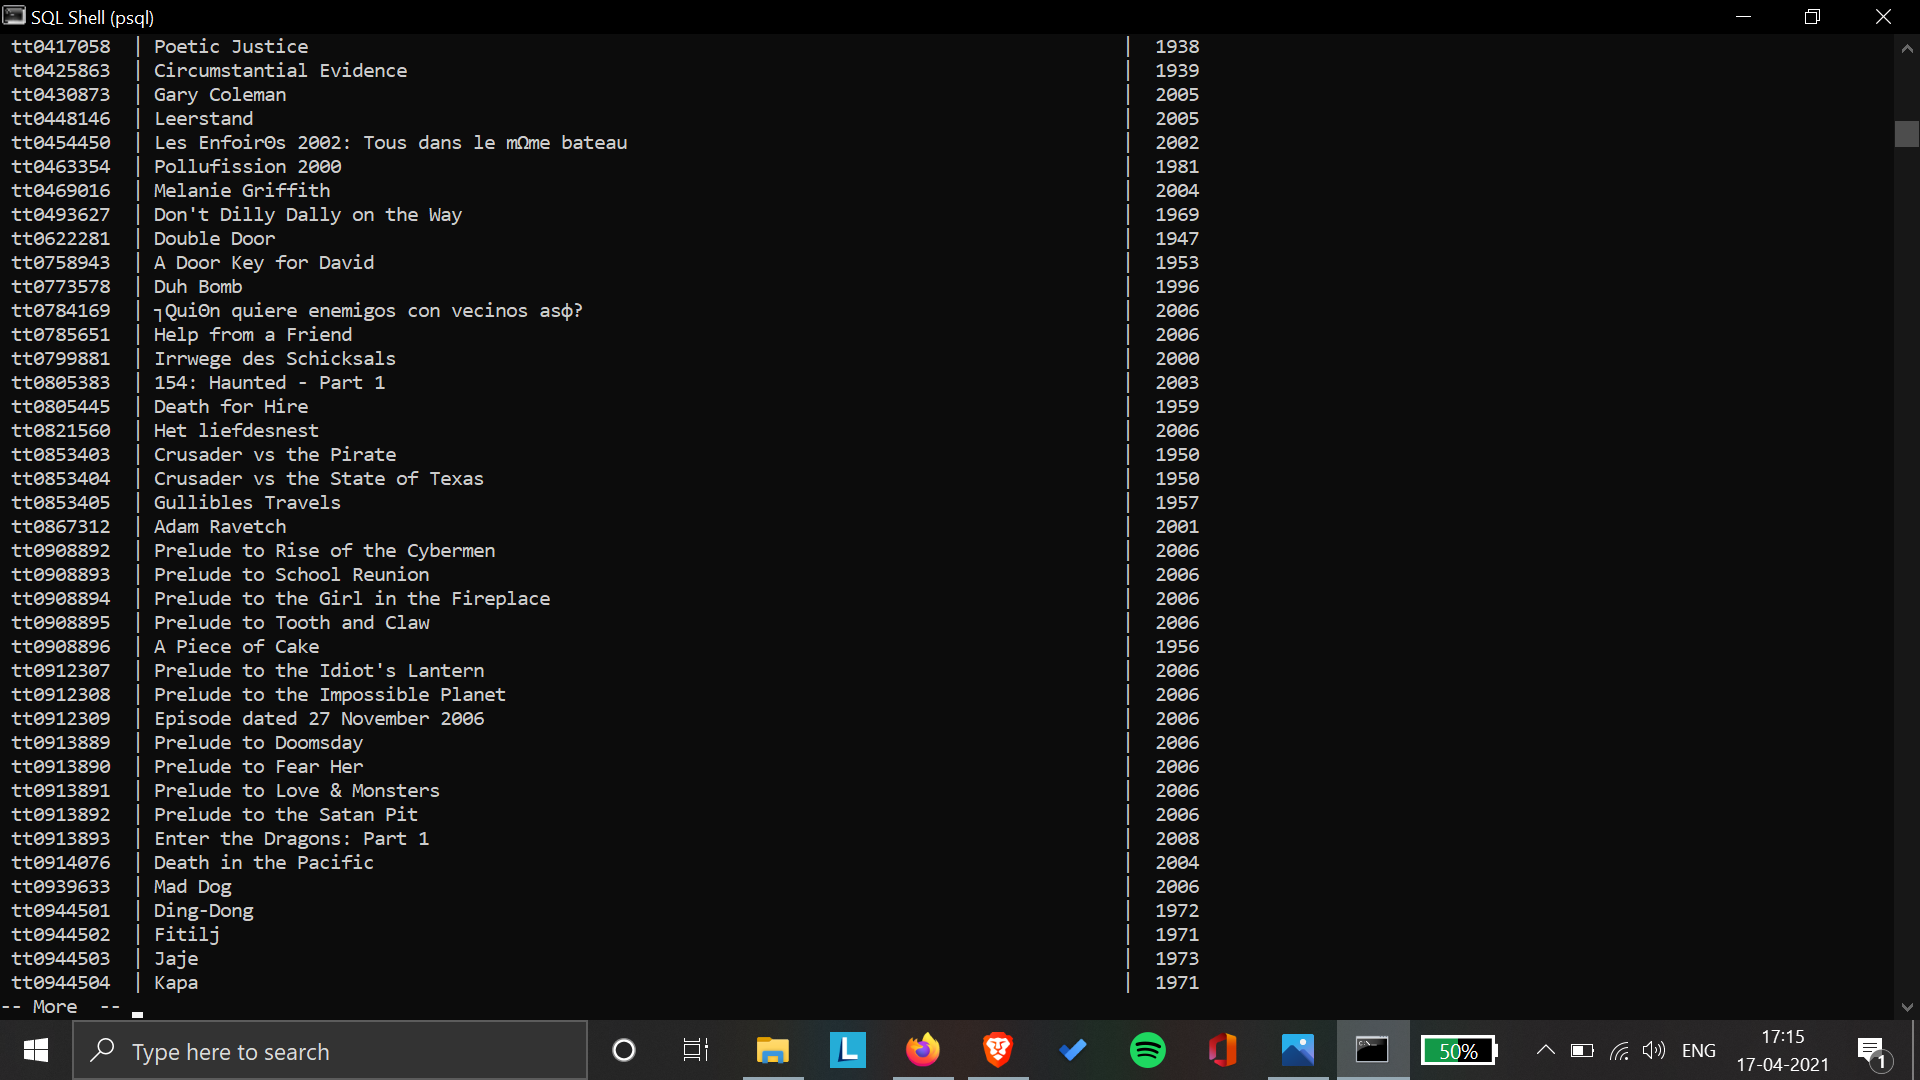 SQL Shell (psql)
tt0417058 | Poetic Justice | 1938
tt0425863 | Circumstantial Evidence | 1939
tt0430873 | Gary Coleman | 2005
tt0448146 | Leerstand | 2005
tt0454450 | Les EnfoirΘs 2002: Tous dans le mΩme bateau | 2002
tt0463354 | Pollufission 2000 | 1981
tt0469016 | Melanie Griffith | 2004
tt0493627 | Don't Dilly Dally on the Way | 1969
tt0622281 | Double Door | 1947
tt0758943 | A Door Key for David | 1953
tt0773578 | Duh Bomb | 1996
tt0784169 | ┐QuiΘn quiere enemigos con vecinos asφ? | 2006
tt0785651 | Help from a Friend | 2006
tt0799881 | Irrwege des Schicksals | 2000
tt0805383 | 154: Haunted - Part 1 | 2003
tt0805445 | Death for Hire | 1959
tt0821560 | Het liefdesnest | 2006
tt0853403 | Crusader vs the Pirate | 1950
tt0853404 | Crusader vs the State of Texas | 1950
tt0853405 | Gullibles Travels | 1957
tt0867312 | Adam Ravetch | 2001
tt0908892 | Prelude to Rise of the Cybermen | 2006
tt0908893 | Prelude to School Reunion | 2006
tt0908894 | Prelude to the Girl in the Fireplace | 2006
tt0908895 | Prelude to Tooth and Claw | 2006
tt0908896 | A Piece of Cake | 1956
tt0912307 | Prelude to the Idiot's Lantern | 2006
tt0912308 | Prelude to the Impossible Planet | 2006
tt0912309 | Episode dated 27 November 2006 | 2006
tt0913889 | Prelude to Doomsday | 2006
tt0913890 | Prelude to Fear Her | 2006
tt0913891 | Prelude to Love & Monsters | 2006
tt0913892 | Prelude to the Satan Pit | 2006
tt0913893 | Enter the Dragons: Part 1 | 2008
tt0914076 | Death in the Pacific | 2004
tt0939633 | Mad Dog | 2006
tt0944501 | Ding-Dong | 1972
tt0944502 | Fitilj | 1971
tt0944503 | Jaje | 1973
tt0944504 | Kapa | 1971
-- More --
Type here to search
L
50%
ENG
17:15
17-04-2021
1